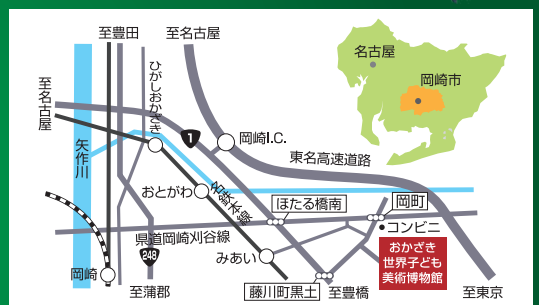 至豊田
至名古屋
名古屋
岡崎市
ひがしおかざき
至名古屋
1
岡崎I.C.
矢作川
東名高速道路
おとがわ
名鉄本線
ほたる橋南
岡町
県道岡崎刈谷線
コンビニ
248
みあい
おかざき
世界子ども
美術博物館
岡崎
至蒲郡
藤川町黒土
至豊橋
至東京